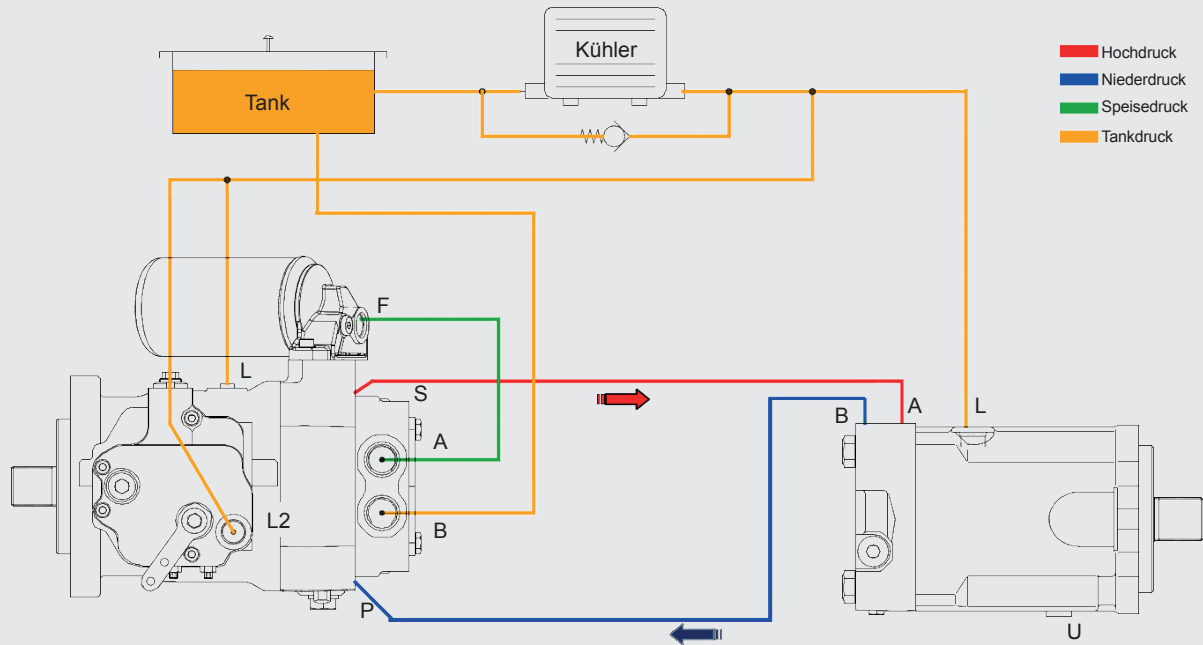 Kühler
Tank
Hochdruck
Niederdruck
Speisedruck
Tankdruck
F
L
S
A
B
L2
P
B
A
L
U